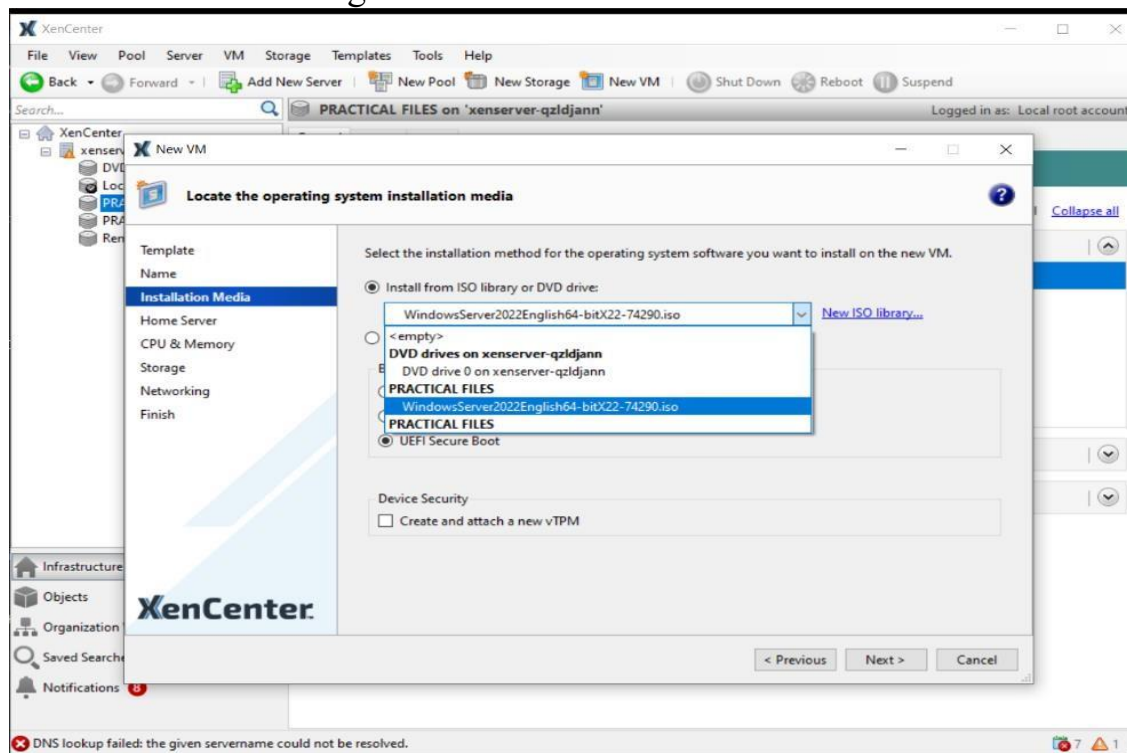 XenCenter
File View Pool Server VM Storage Templates Tools Help
Back Forward Add New Server New Pool New Storage New VM Shut Down Reboot Suspend
Search...
PRACTICAL FILES on 'xenserver-qzldjann'
Logged in as: Local root account
XenCenter
xenserv
DVD
Loc
PRA
PRA
Ren
Collapse all
New VM
Locate the operating system installation media
Template
Name
Installation Media
Home Server
CPU & Memory
Storage
Networking
Finish
Select the installation method for the operating system software you want to install on the new VM.
Install from ISO library or DVD drive:
WindowsServer2022English64-bitX22-74290.iso
New ISO library...
<empty>
DVD drives on xenserver-qzldjann
DVD drive 0 on xenserver-qzldjann
PRACTICAL FILES
WindowsServer2022English64-bitX22-74290.iso
PRACTICAL FILES
UEFI Secure Boot
Device Security
Create and attach a new vTPM
XenCenter
< Previous Next > Cancel
Infrastructure
Objects
Organization
Saved Searche
Notifications 8
DNS lookup failed: the given servername could not be resolved.
7 1